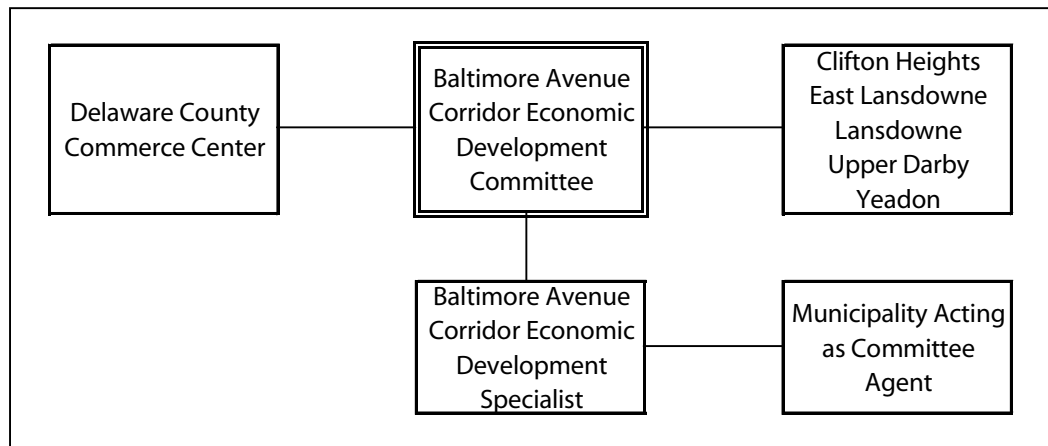 Delaware County
Commerce Center
Baltimore Avenue
Corridor Economic
Development
Committee
Clifton Heights
East Lansdowne
Lansdowne
Upper Darby
Yeadon
Baltimore Avenue
Corridor Economic
Development
Specialist
Municipality Acting
as Committee
Agent